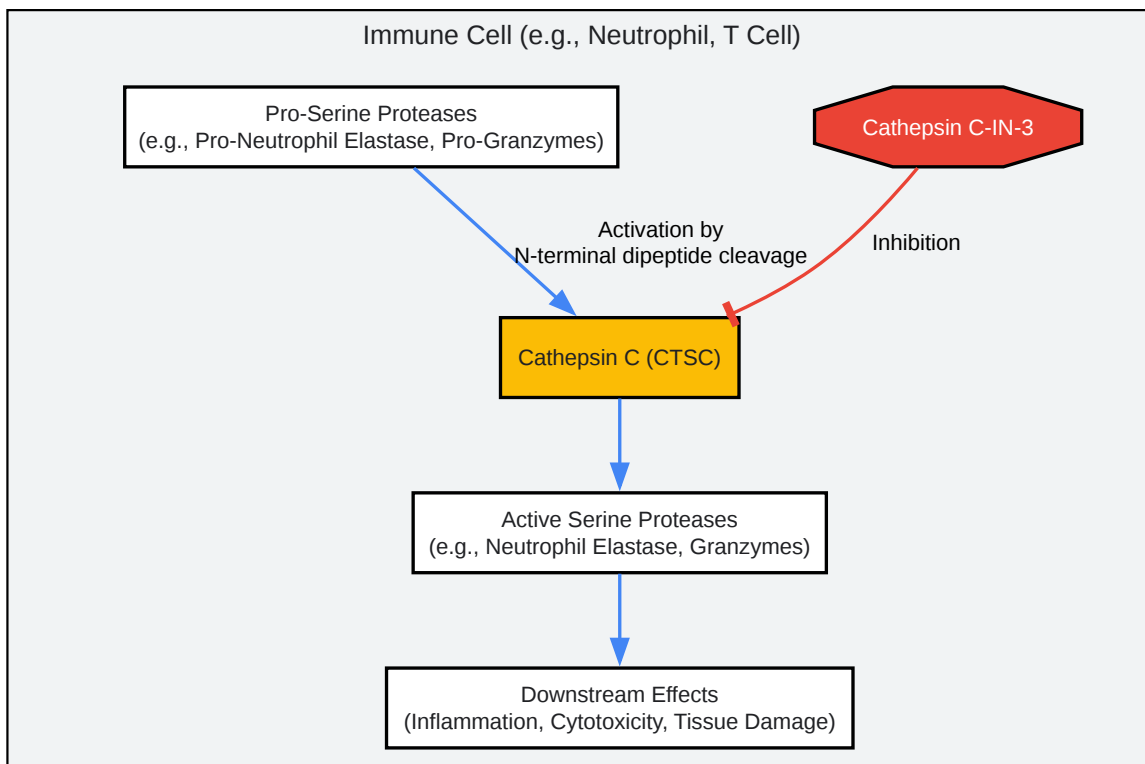 Immune Cell (e.g., Neutrophil, T Cell)
Pro-Serine Proteases
(e.g., Pro-Neutrophil Elastase, Pro-Granzymes)
Cathepsin C-IN-3
Activation by
N-terminal dipeptide cleavage
Inhibition
Cathepsin C (CTSC)
Active Serine Proteases
(e.g., Neutrophil Elastase, Granzymes)
Downstream Effects
(Inflammation, Cytotoxicity, Tissue Damage)